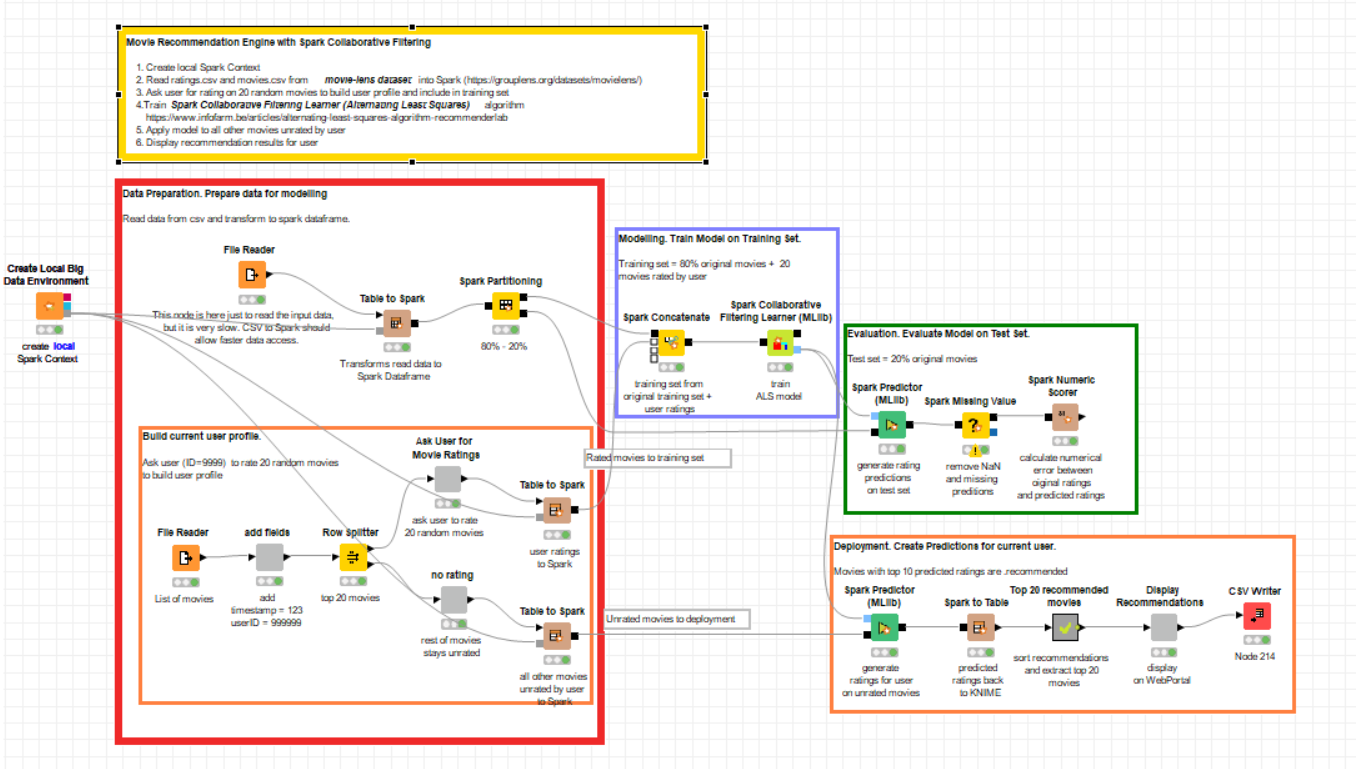 Movie Recommendation Engine with Spark Collaborative Filtering
1. Create local Spark Context
2. Read ratings.csv and movies.csv from movie-lens dataset into Spark (https://grouplens.org/datasets/movielens/)
3. Ask user for rating on 20 random movies to build user profile and include in training set
4.Train Spark Collaborative Filtering Learner (Alternating Least Squares) algorithm
https://www.infofarm.be/articles/alternating-least-squares-algorithm-recommenderlab
5. Apply model to all other movies unrated by user
6. Display recommendation results for user
Create Local Big
Data Environment
create local
Spark Context
Data Preparation. Prepare data for modelling
Read data from csv and transform to spark dataframe.
File Reader
This node is here just to read the input data,
but it is very slow. CSV to Spark should
allow faster data access.
Table to Spark
Transforms read data to
Spark Dataframe
Spark Partitioning
80% - 20%
Build current user profile.
Ask user (ID=9999) to rate 20 random movies
to build user profile
File Reader
List of movies
add fields
add
timestamp = 123
userID = 999999
Row Splitter
top 20 movies
Ask User for
Movie Ratings
ask user to rate
20 random movies
Table to Spark
user ratings
to Spark
no rating
rest of movies
stays unrated
Table to Spark
all other movies
unrated by user
to Spark
Rated movies to training set
Unrated movies to deployment
Modelling. Train Model on Training Set.
Training set = 80% original movies + 20
movies rated by user
Spark Concatenate
training set from
original training set +
user ratings
Spark Collaborative
Filtering Learner (MLlib)
train
ALS model
Evaluation. Evaluate Model on Test Set.
Test set = 20% original movies
Spark Predictor
(MLlib)
generate rating
predictions
on test set
Spark Missing Value
remove NaN
and missing
preditions
Spark Numeric
Scorer
calculate numerical
error between
oiginal ratings
and predicted ratings
Deployment. Create Predictions for current user.
Movies with top 10 predicted ratings are .recommended
Spark Predictor
(MLlib)
generate
ratings for user
on unrated movies
Spark to Table
predicted
ratings back
to KNIME
Top 20 recommended
movies
sort recommendations
and extract top 20
movies
Display
Recommendations
display
on WebPortal
CSV Writer
Node 214